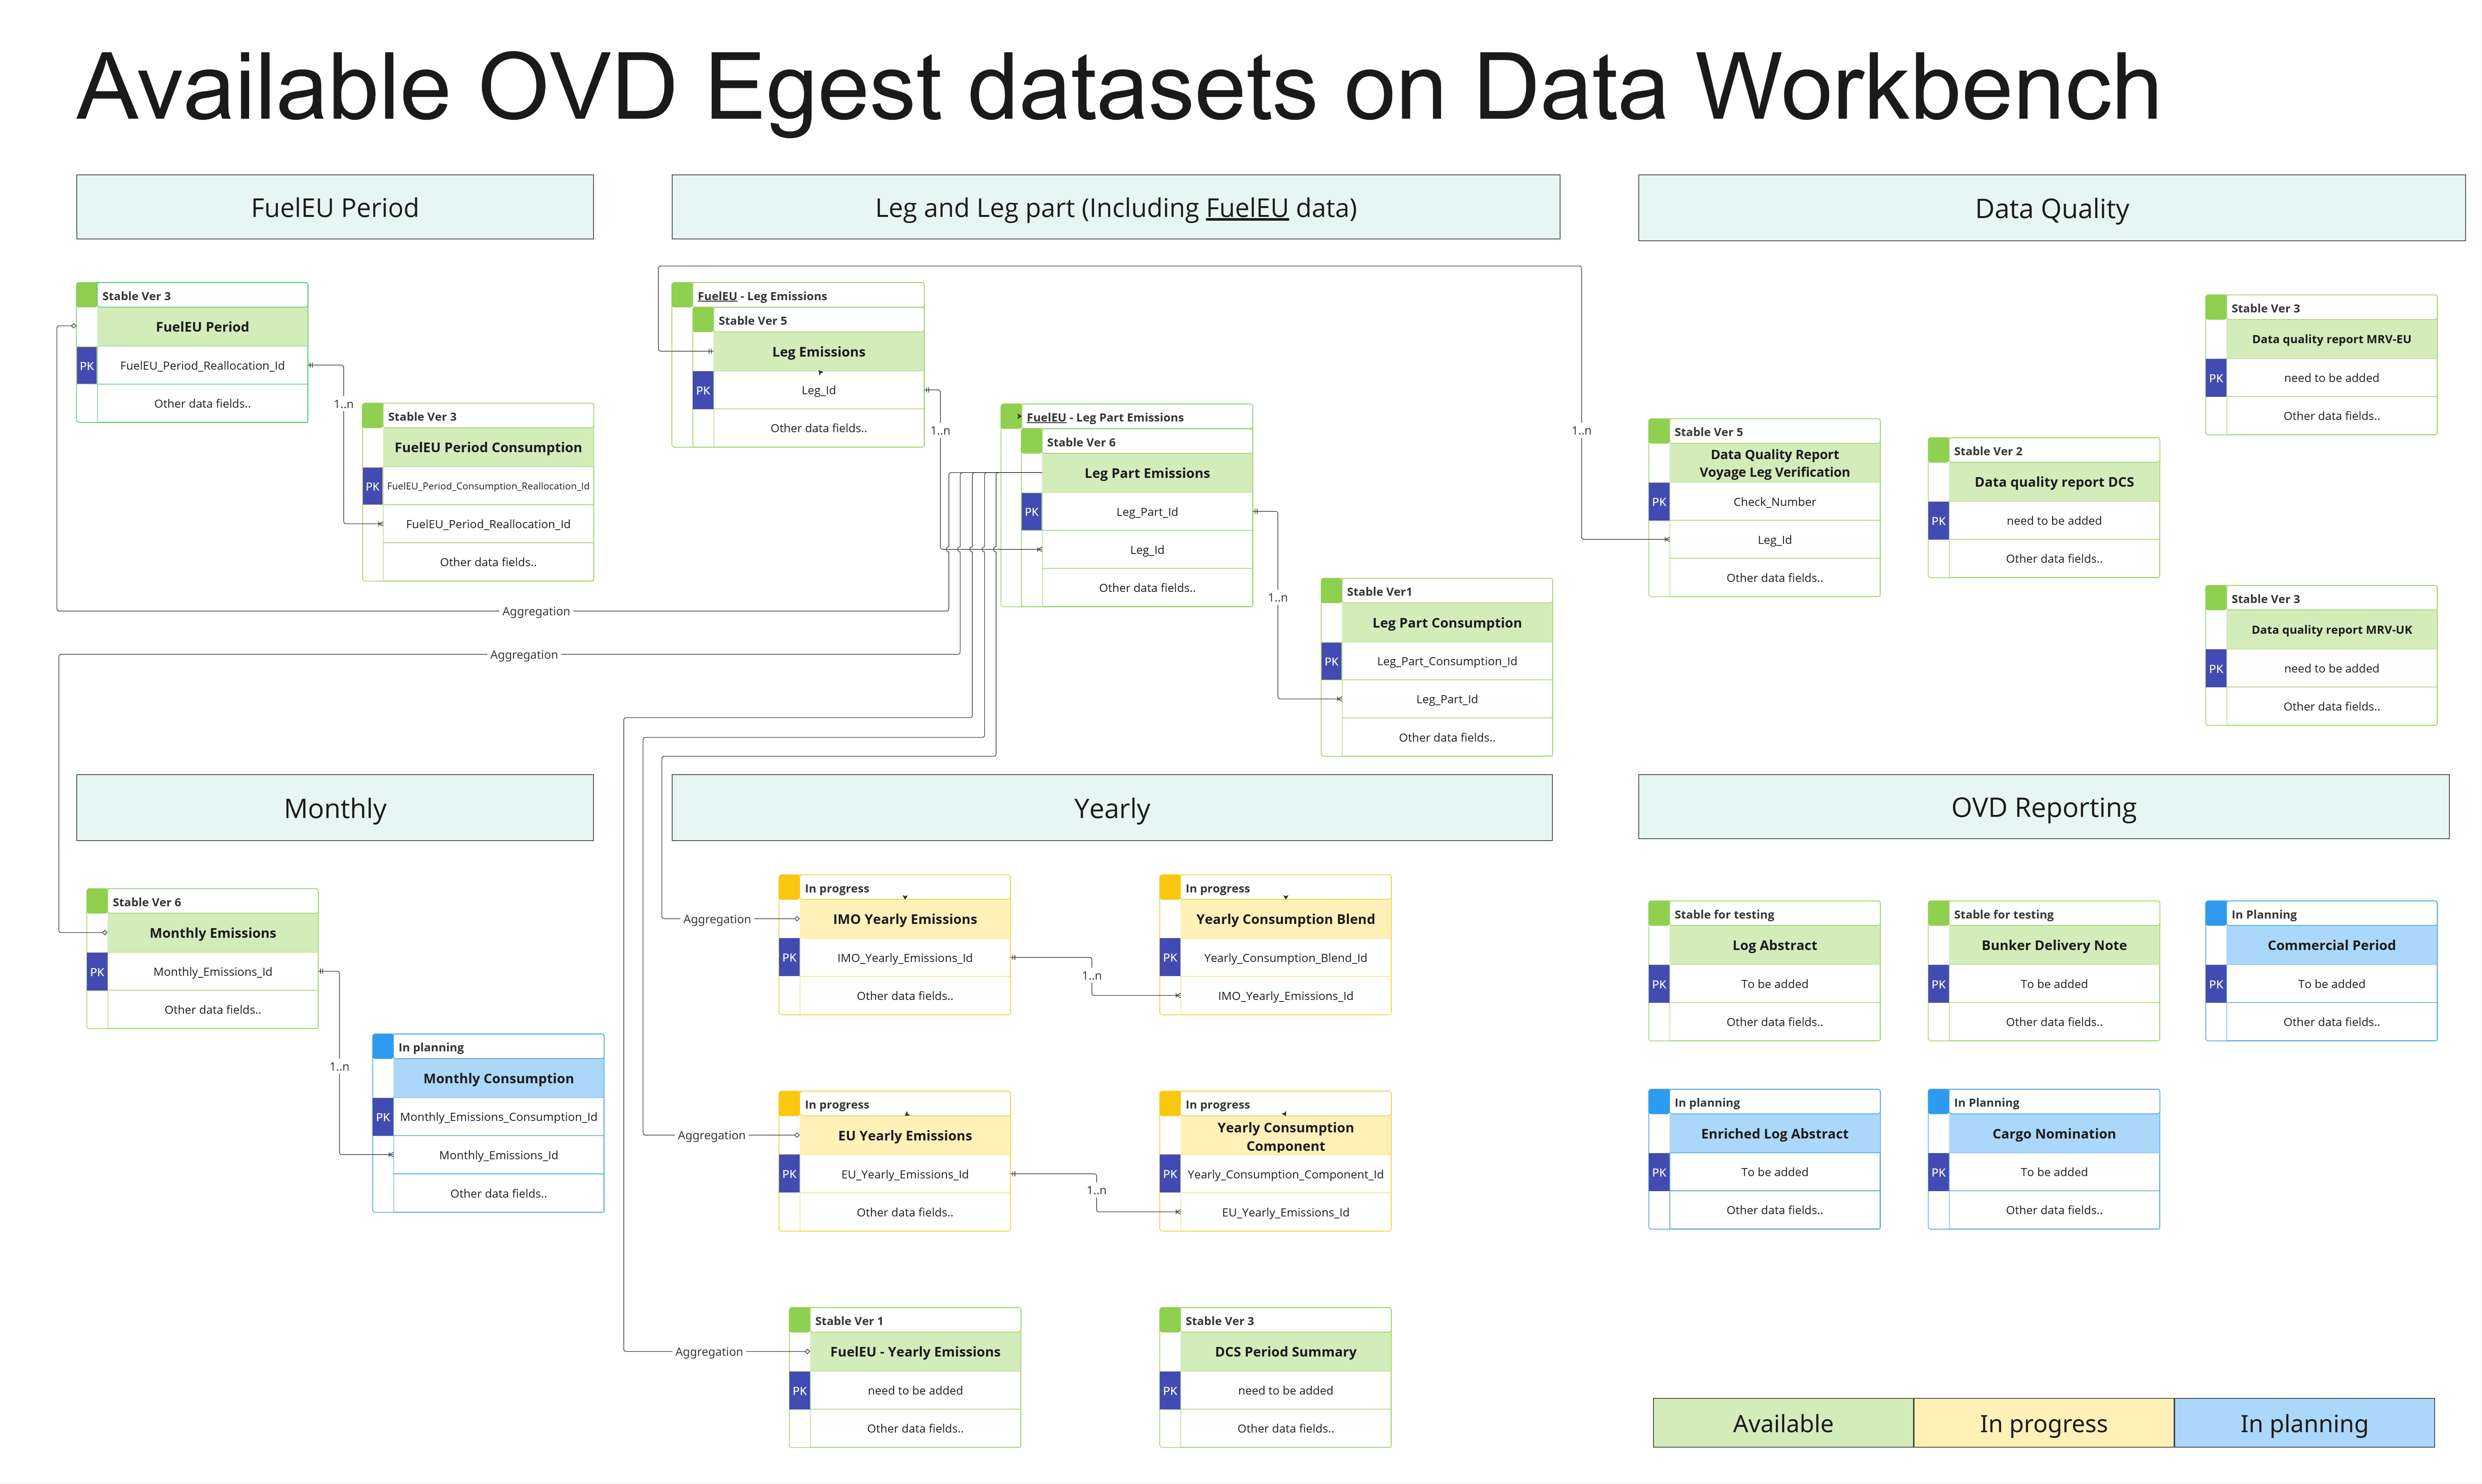 Available OVD Egest datasets on Data Workbench
FuelEU Period
Stable Ver 3
FuelEU Period
PK
FuelEU_Period_Reallocation_Id
Other data fields..
1..n
Stable Ver 3
FuelEU Period Consumption
PK
FuelEU_Period_Consumption_Reallocation_Id
FuelEU_Period_Reallocation_Id
Other data fields..
Aggregation
Aggregation
Leg and Leg part (Including FuelEU data)
FuelEU - Leg Emissions
Stable Ver 5
Leg Emissions
PK
Leg_Id
Other data fields..
1..n
FuelEU - Leg Part Emissions
Stable Ver 6
Leg Part Emissions
PK
Leg_Part_Id
Leg_Id
Other data fields..
1..n
Stable Ver1
Leg Part Consumption
PK
Leg_Part_Consumption_Id
Leg_Part_Id
Other data fields..
1..n
Data Quality
Stable Ver 5
Data Quality Report
Voyage Leg Verification
PK
Check_Number
Leg_Id
Other data fields..
Stable Ver 2
Data quality report DCS
PK
need to be added
Other data fields..
Stable Ver 3
Data quality report MRV-EU
PK
need to be added
Other data fields..
Stable Ver 3
Data quality report MRV-UK
PK
need to be added
Other data fields..
Monthly
Stable Ver 6
Monthly Emissions
PK
Monthly_Emissions_Id
Other data fields..
1..n
In planning
Monthly Consumption
PK
Monthly_Emissions_Consumption_Id
Monthly_Emissions_Id
Other data fields..
Yearly
Aggregation
In progress
IMO Yearly Emissions
PK
IMO_Yearly_Emissions_Id
Other data fields..
1..n
In progress
Yearly Consumption Blend
PK
Yearly_Consumption_Blend_Id
IMO_Yearly_Emissions_Id
Aggregation
In progress
EU Yearly Emissions
PK
EU_Yearly_Emissions_Id
Other data fields..
1..n
In progress
Yearly Consumption
Component
PK
Yearly_Consumption_Component_Id
EU_Yearly_Emissions_Id
Aggregation
Stable Ver 1
FuelEU - Yearly Emissions
PK
need to be added
Other data fields..
Stable Ver 3
DCS Period Summary
PK
need to be added
Other data fields..
OVD Reporting
Stable for testing
Log Abstract
PK
To be added
Other data fields..
Stable for testing
Bunker Delivery Note
PK
To be added
Other data fields..
In Planning
Commercial Period
PK
To be added
Other data fields..
In planning
Enriched Log Abstract
PK
To be added
Other data fields..
In Planning
Cargo Nomination
PK
To be added
Other data fields..
Available
In progress
In planning